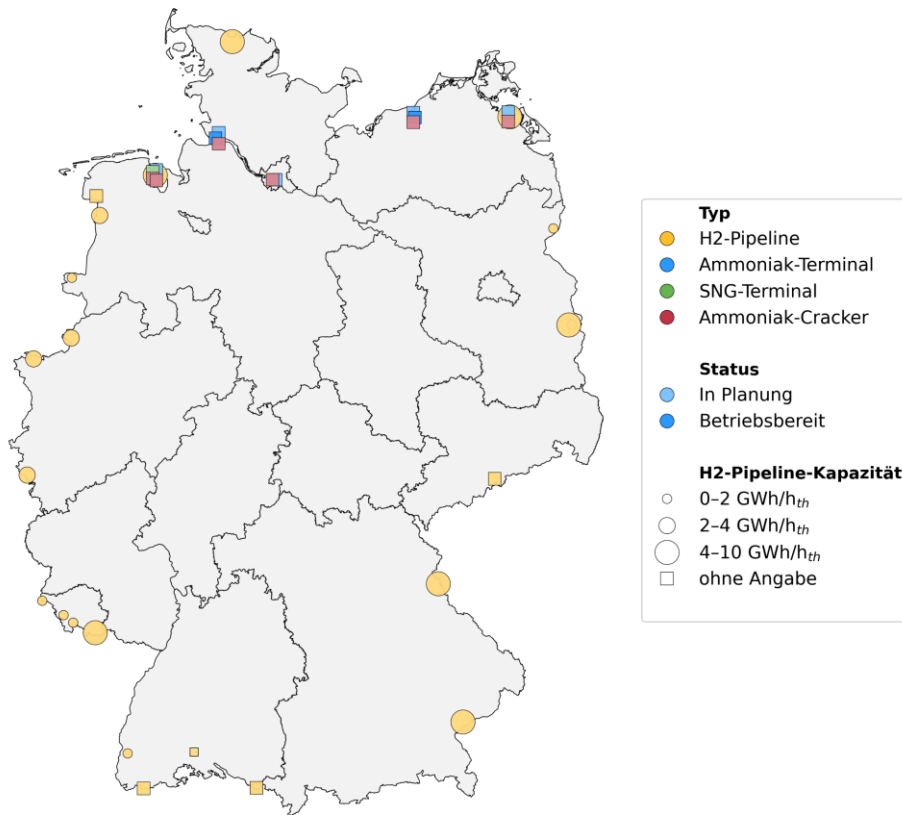 Typ
H2-Pipeline
Ammoniak-Terminal
SNG-Terminal
Ammoniak-Cracker
Status
In Planung
Betriebsbereit
H2-Pipeline-Kapazität
0–2 GWh/hth
2–4 GWh/hth
4–10 GWh/hth
ohne Angabe